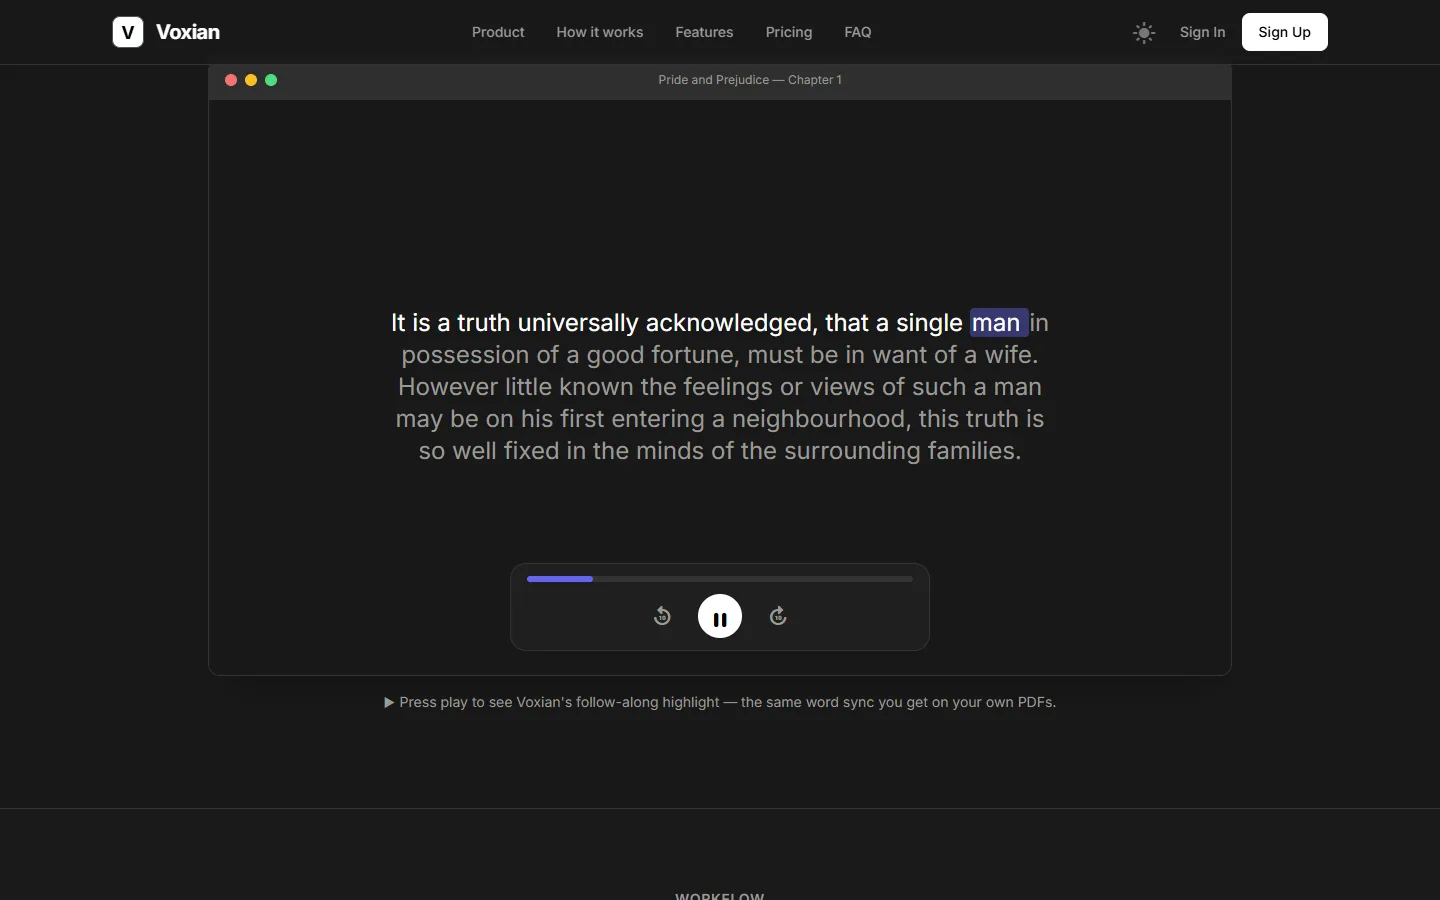 V Voxian Product How it works Features Pricing FAQ Sign In Sign Up
Pride and Prejudice — Chapter 1
It is a truth universally acknowledged, that a single man in
possession of a good fortune, must be in want of a wife.
However little known the feelings or views of such a man
may be on his first entering a neighbourhood, this truth is
so well fixed in the minds of the surrounding families.
10 10
▶ Press play to see Voxian's follow-along highlight — the same word sync you get on your own PDFs.
WORKFLOW